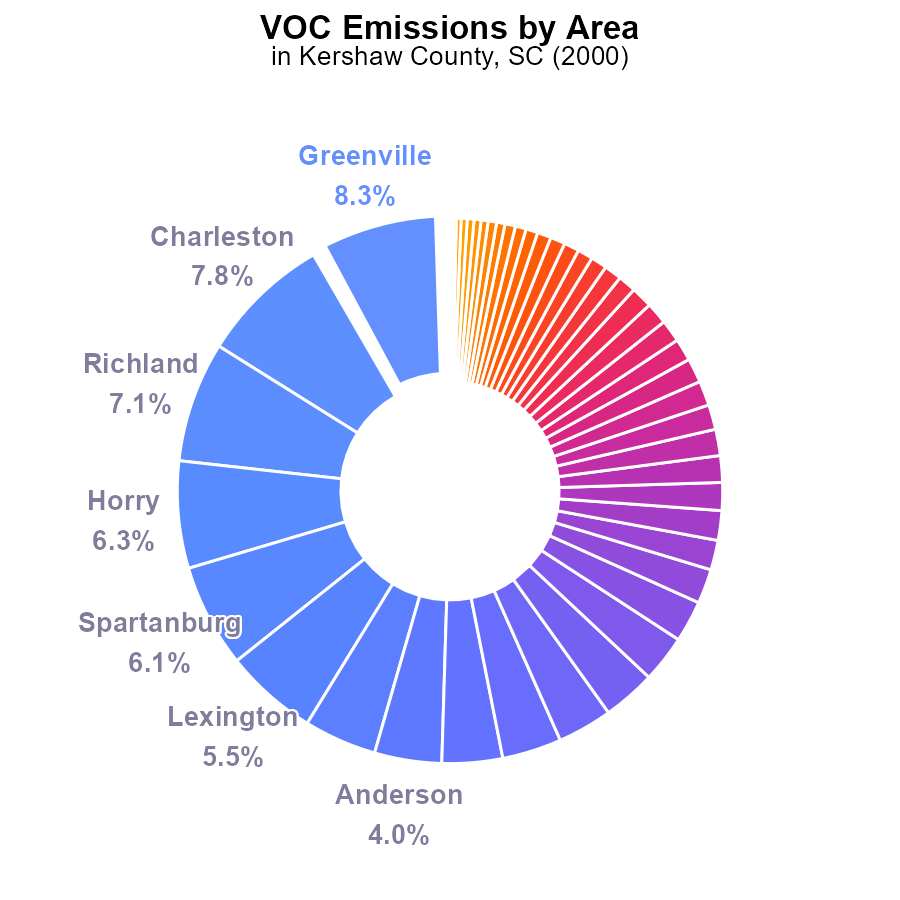 VOC Emissions by Area
in Kershaw County, SC (2000)
Greenville
8.3%
Charleston
7.8%
Richland
7.1%
Horry
6.3%
Spartanburg
6.1%
Lexington
5.5%
Anderson
4.0%